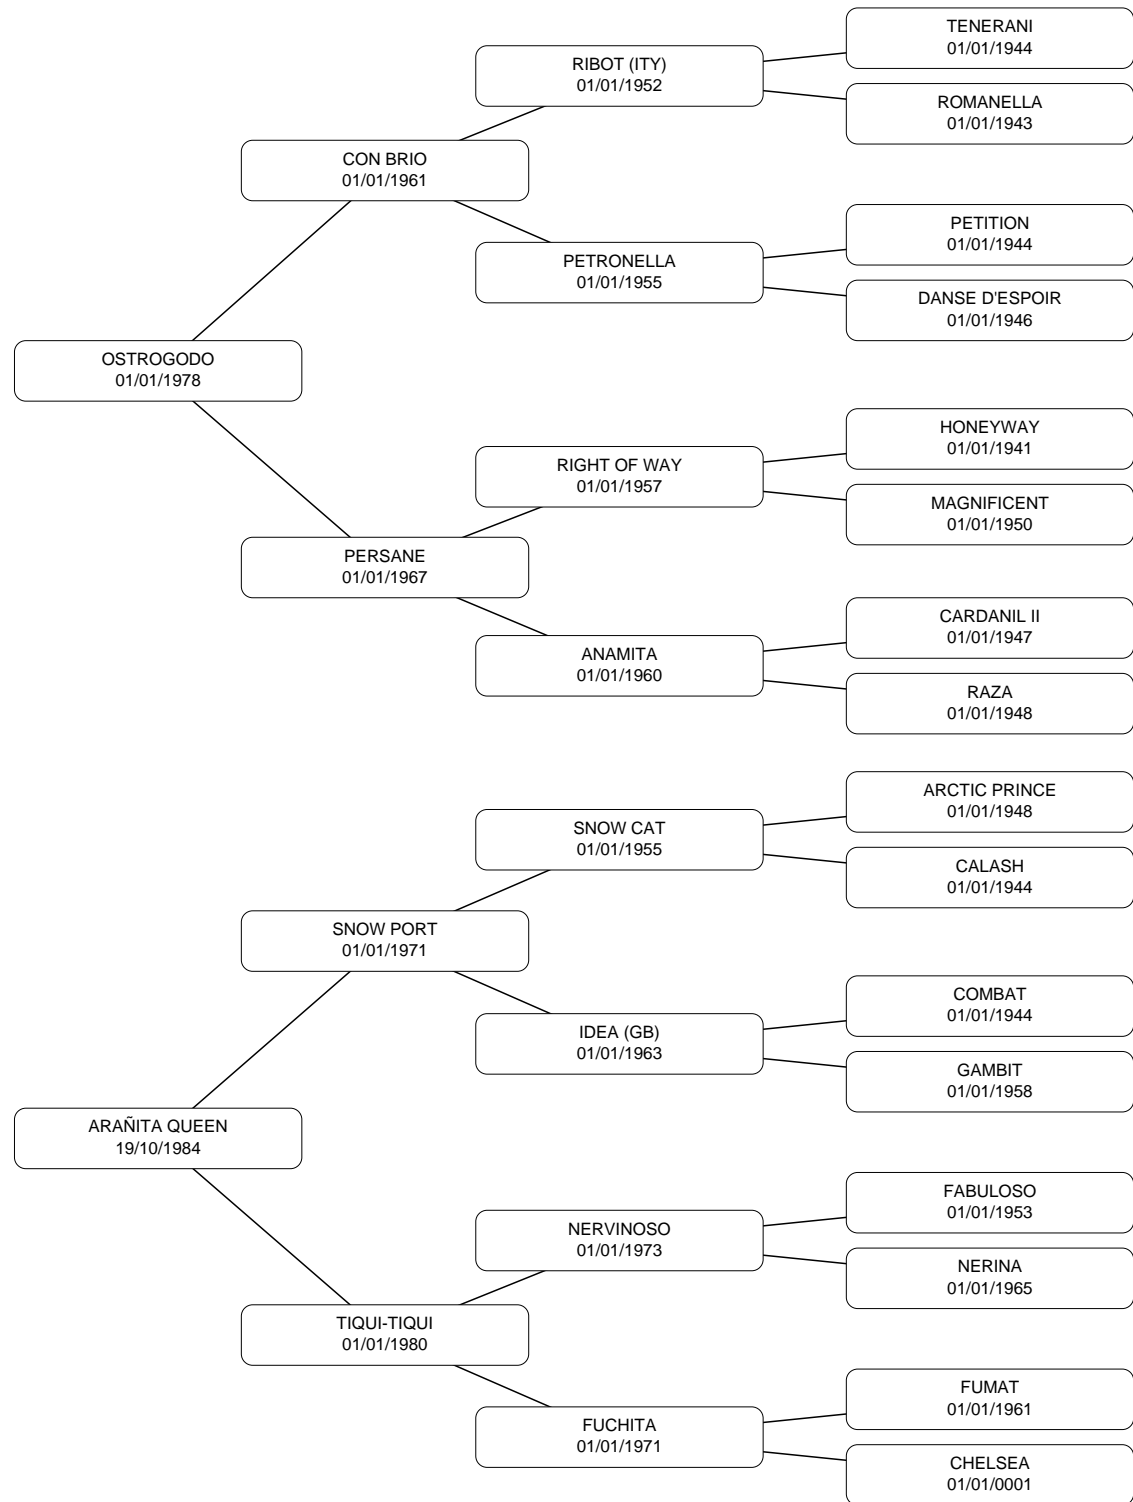 TENERANI
01/01/1944
RIBOT (ITY)
01/01/1952
ROMANELLA
01/01/1943
CON BRIO
01/01/1961
PETITION
01/01/1944
PETRONELLA
01/01/1955
DANSE D'ESPOIR
01/01/1946
OSTROGODO
01/01/1978
HONEYWAY
01/01/1941
RIGHT OF WAY
01/01/1957
MAGNIFICENT
01/01/1950
PERSANE
01/01/1967
CARDANIL II
01/01/1947
ANAMITA
01/01/1960
RAZA
01/01/1948
ARCTIC PRINCE
01/01/1948
SNOW CAT
01/01/1955
CALASH
01/01/1944
SNOW PORT
01/01/1971
COMBAT
01/01/1944
IDEA (GB)
01/01/1963
GAMBIT
01/01/1958
ARAÑITA QUEEN
19/10/1984
FABULOSO
01/01/1953
NERVINOSO
01/01/1973
NERINA
01/01/1965
TIQUI-TIQUI
01/01/1980
FUMAT
01/01/1961
FUCHITA
01/01/1971
CHELSEA
01/01/0001